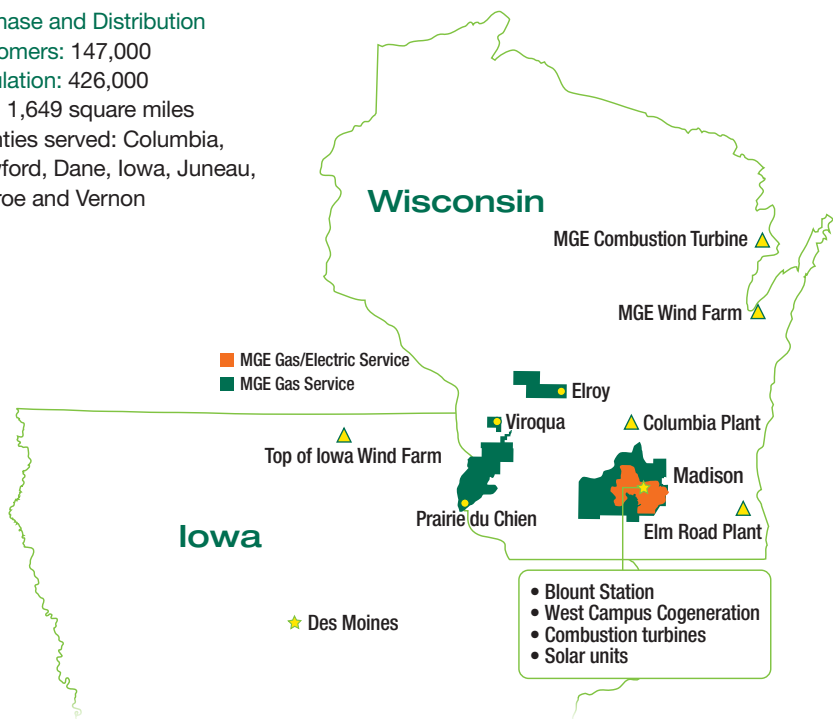 hase and Distribution
omers: 147,000
ulation: 426,000
1,649 square miles
nties served: Columbia,
ford, Dane, Iowa, Juneau,
roe and Vernon
Wisconsin
MGE Combustion Turbine
MGE Wind Farm
MGE Gas/Electric Service
MGE Gas Service
Elroy
Viroqua
Columbia Plant
Top of Iowa Wind Farm
Madison
Prairie du Chien
Elm Road Plant
Iowa
Des Moines
• Blount Station
• West Campus Cogeneration
• Combustion turbines
• Solar units